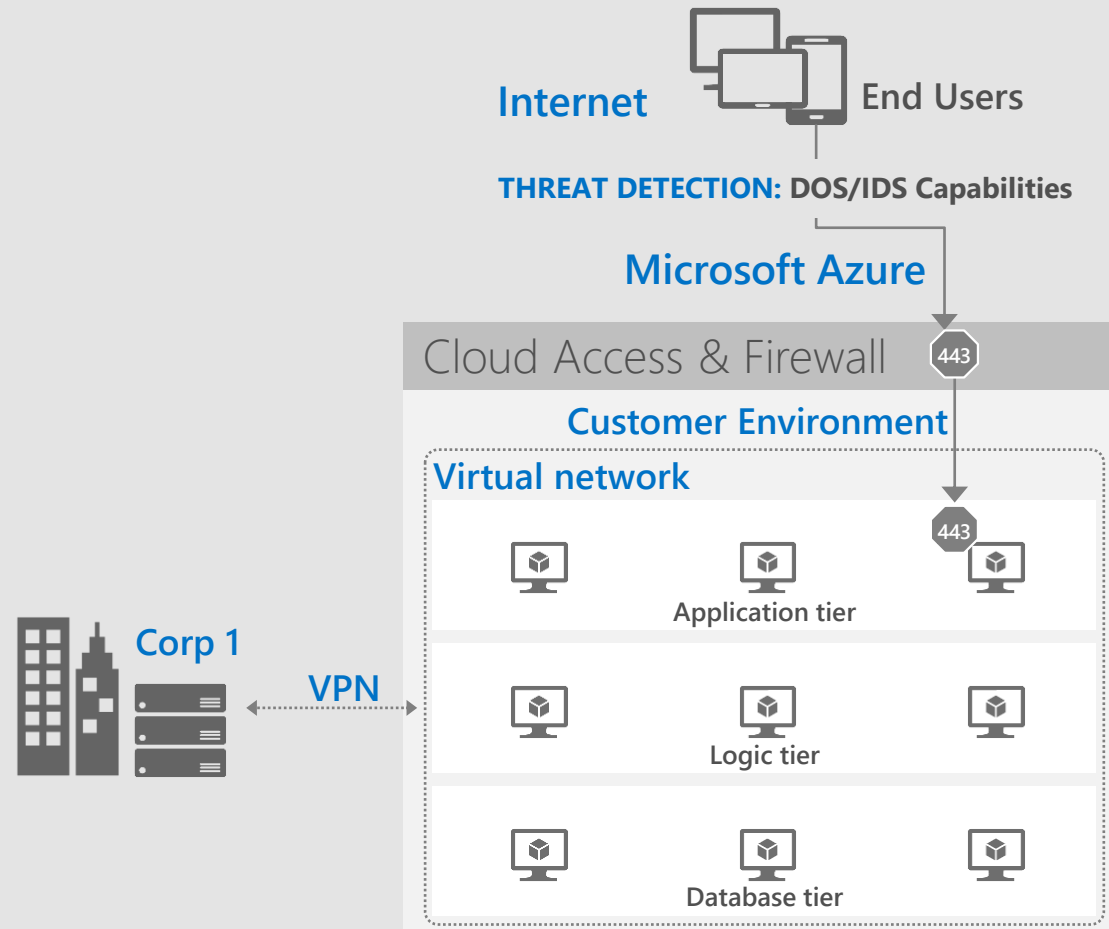 Internet
End Users
THREAT DETECTION: DOS/IDS Capabilities
Microsoft Azure
Cloud Access & Firewall
443
Customer Environment
Virtual network
443
Application tier
Corp 1
VPN
Logic tier
Database tier